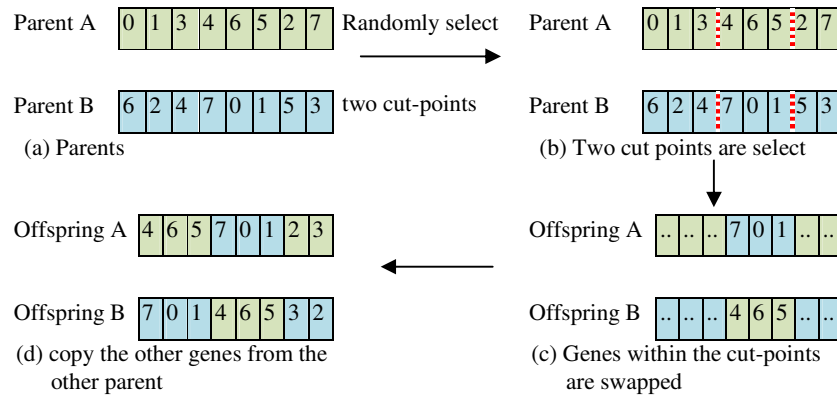 Parent A 0 1 3 4 6 5 2 7 Randomly select
Parent B 6 2 4 7 0 1 5 3 two cut-points
(a) Parents
Parent A 0 1 3 4 6 5 2 7
Parent B 6 2 4 7 0 1 5 3
(b) Two cut points are select
Offspring A .. .. .. 7 0 1 .. ..
Offspring B .. .. .. 4 6 5 .. ..
(c) Genes within the cut-points
are swapped
Offspring A 4 6 5 7 0 1 2 3
Offspring B 7 0 1 4 6 5 3 2
(d) copy the other genes from the
other parent